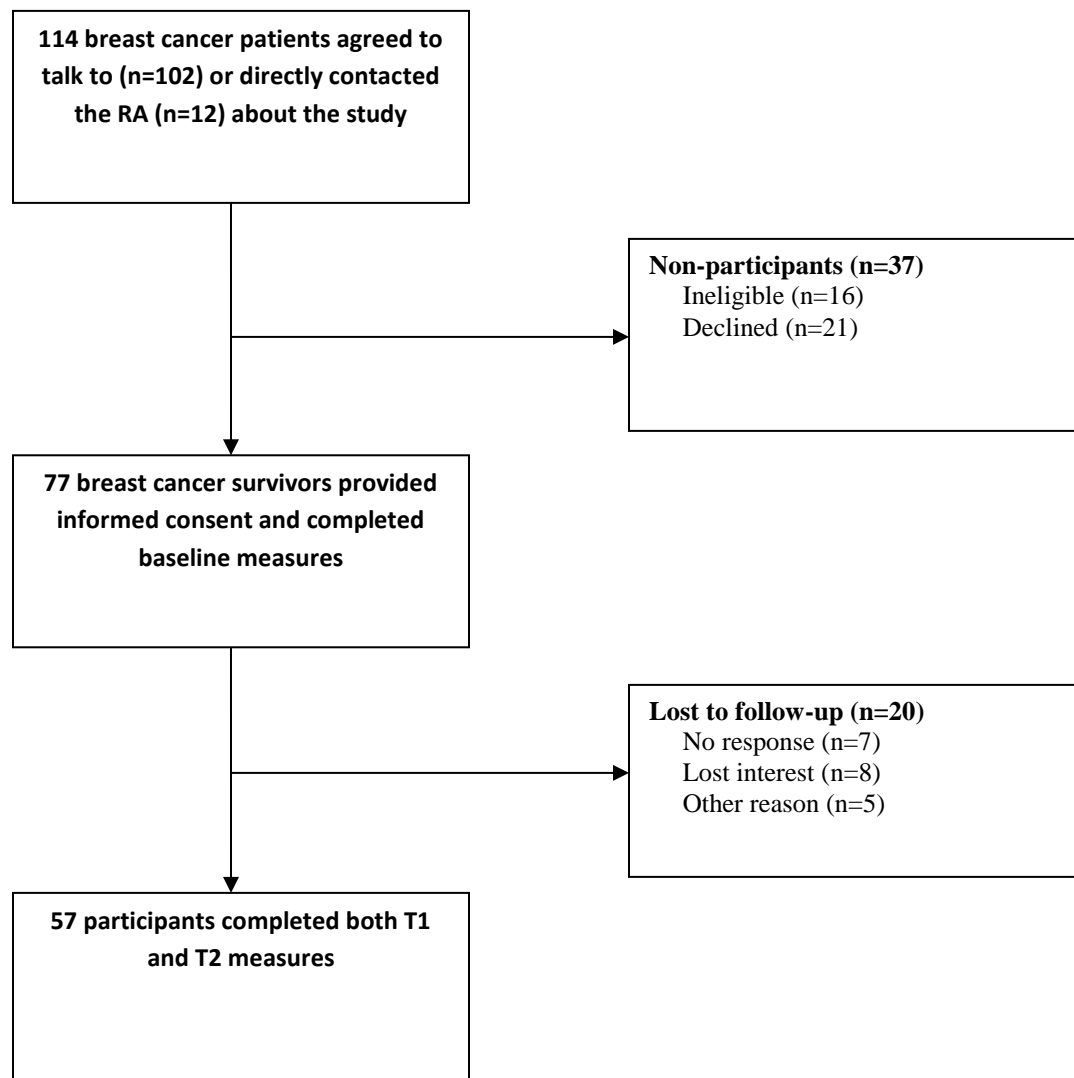 114 breast cancer patients agreed to
talk to (n=102) or directly contacted
the RA (n=12) about the study
Non-participants (n=37)
Ineligible (n=16)
Declined (n=21)
77 breast cancer survivors provided
informed consent and completed
baseline measures
Lost to follow-up (n=20)
No response (n=7)
Lost interest (n=8)
Other reason (n=5)
57 participants completed both T1
and T2 measures